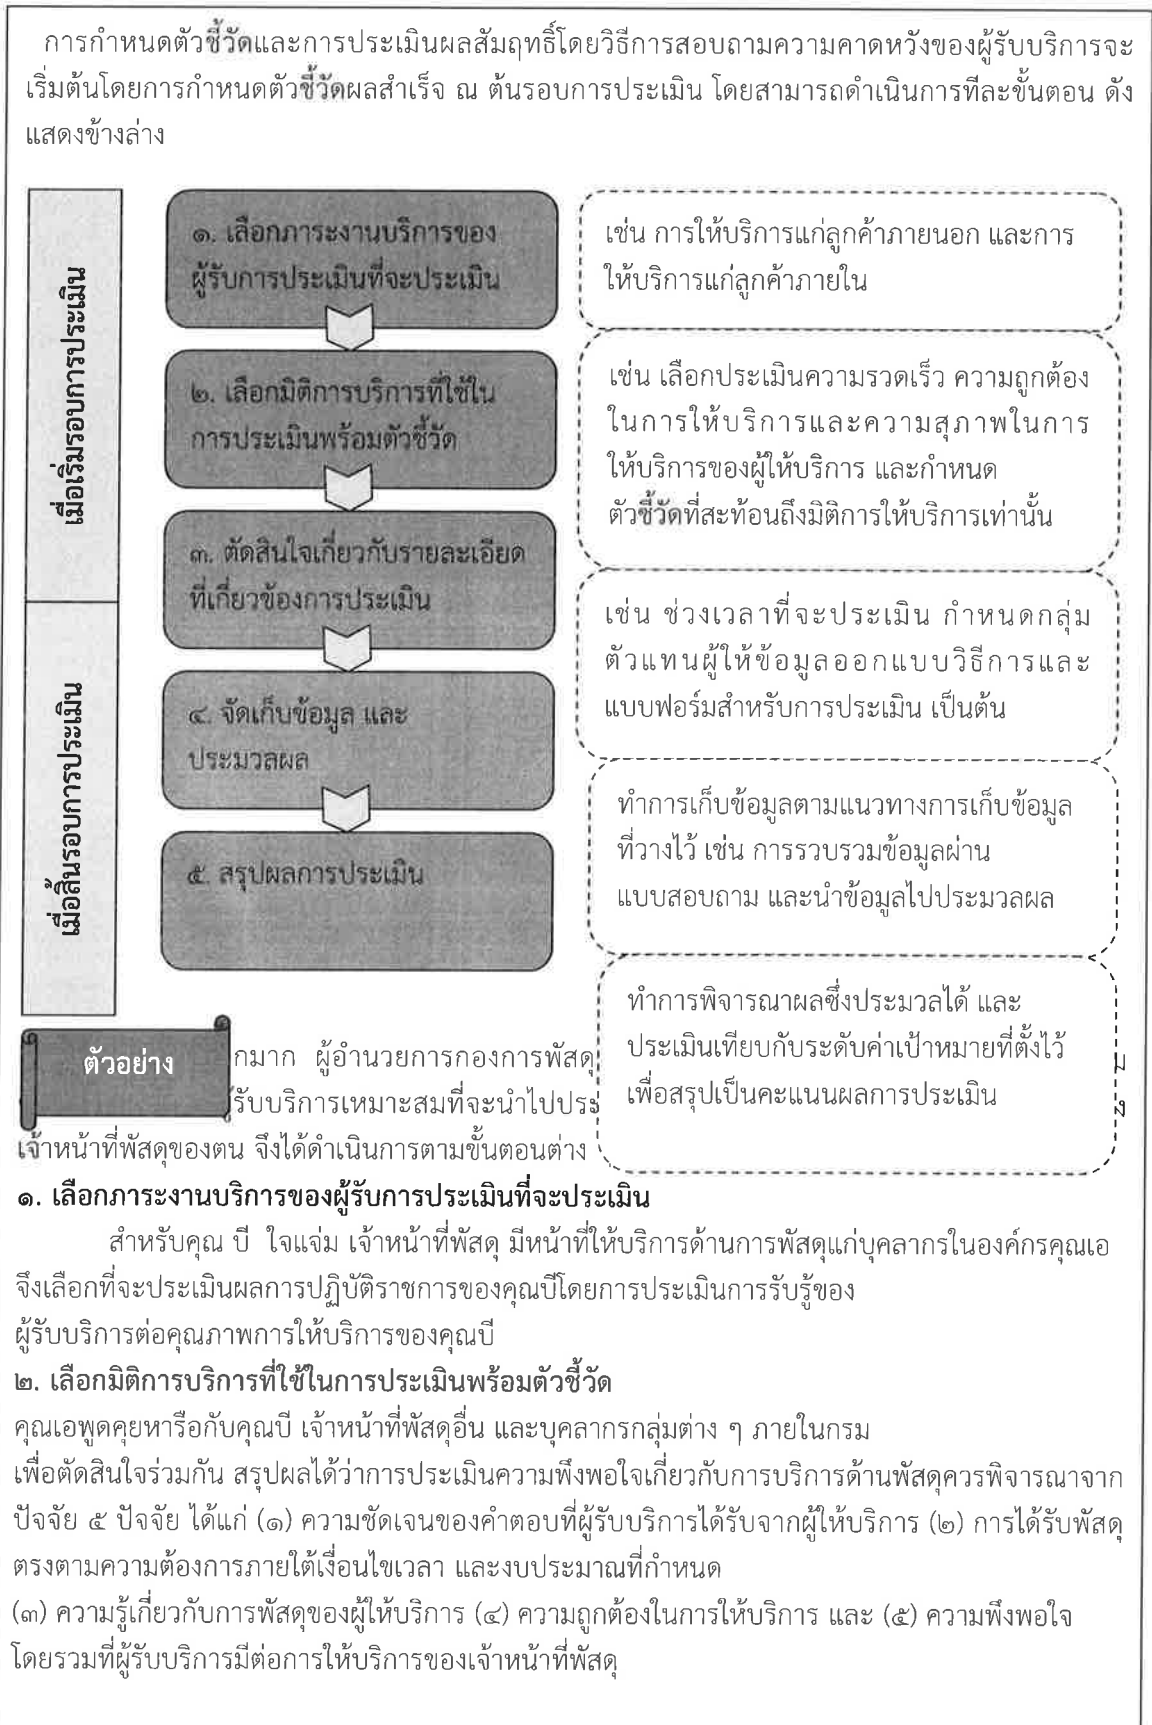 การกำหนดตัวชี้วัดและการประเมินผลสัมฤทธิ์โดยวิธีการสอบถามความคาดหวังของผู้รับบริการจะ
เริ่มต้นโดยการกำหนดตัวชี้วัดผลสำเร็จ ณ ต้นรอบการประเมิน โดยสามารถดำเนินการทีละขั้นตอน ดัง
แสดงข้างล่าง
เมื่อเริ่มรอบการประเมิน
เมื่อสิ้นรอบการประเมิน
๑. เลือกภาระงานบริการของ
ผู้รับการประเมินที่จะประเมิน
เช่น การให้บริการแก่ลูกค้าภายนอก และการ
ให้บริการแก่ลูกค้าภายใน
๒. เลือกมิติการบริการที่ใช้ใน
การประเมินพร้อมตัวชี้วัด
เช่น เลือกประเมินความรวดเร็ว ความถูกต้อง
ในการให้บริการและความสุภาพในการ
ให้บริการของผู้ให้บริการ และกำหนด
ตัวชี้วัดที่สะท้อนถึงมิติการให้บริการเท่านั้น
๓. ตัดสินใจเกี่ยวกับรายละเอียด
ที่เกี่ยวข้องการประเมิน
เช่น ช่วงเวลาที่จะประเมิน กำหนดกลุ่ม
ตัวแทนผู้ให้ข้อมูลออกแบบวิธีการและ
แบบฟอร์มสำหรับการประเมิน เป็นต้น
๔. จัดเก็บข้อมูล และ
ประมวลผล
ทำการเก็บข้อมูลตามแนวทางการเก็บข้อมูล
ที่วางไว้ เช่น การรวบรวมข้อมูลผ่าน
แบบสอบถาม และนำข้อมูลไปประมวลผล
๕. สรุปผลการประเมิน
ทำการพิจารณาผลซึ่งประมวลได้ และ
ประเมินเทียบกับระดับค่าเป้าหมายที่ตั้งไว้
เพื่อสรุปเป็นคะแนนผลการประเมิน
ตัวอย่าง
กมาก ผู้อำนวยการกองการพัสดุ
รับบริการเหมาะสมที่จะนำไปประ
เจ้าหน้าที่พัสดุของตน จึงได้ดำเนินการตามขั้นตอนต่าง
๑. เลือกภาระงานบริการของผู้รับการประเมินที่จะประเมิน
สำหรับคุณ บี ใจแจ่ม เจ้าหน้าที่พัสดุ มีหน้าที่ให้บริการด้านการพัสดุแก่บุคลากรในองค์กรคุณเอ
จึงเลือกที่จะประเมินผลการปฏิบัติราชการของคุณบีโดยการประเมินการรับรู้ของ
ผู้รับบริการต่อคุณภาพการให้บริการของคุณบี
๒. เลือกมิติการบริการที่ใช้ในการประเมินพร้อมตัวชี้วัด
คุณเอพูดคุยหารือกับคุณบี เจ้าหน้าที่พัสดุอื่น และบุคลากรกลุ่มต่าง ๆ ภายในกรม
เพื่อตัดสินใจร่วมกัน สรุปผลได้ว่าการประเมินความพึงพอใจเกี่ยวกับการบริการด้านพัสดุควรพิจารณาจาก
ปัจจัย ๕ ปัจจัย ได้แก่ (๑) ความชัดเจนของคำตอบที่ผู้รับบริการได้รับจากผู้ให้บริการ (๒) การได้รับพัสดุ
ตรงตามความต้องการภายใต้เงื่อนไขเวลา และงบประมาณที่กำหนด
(๓) ความรู้เกี่ยวกับการพัสดุของผู้ให้บริการ (๔) ความถูกต้องในการให้บริการ และ (๕) ความพึงพอใจ
โดยรวมที่ผู้รับบริการมีต่อการให้บริการของเจ้าหน้าที่พัสดุ